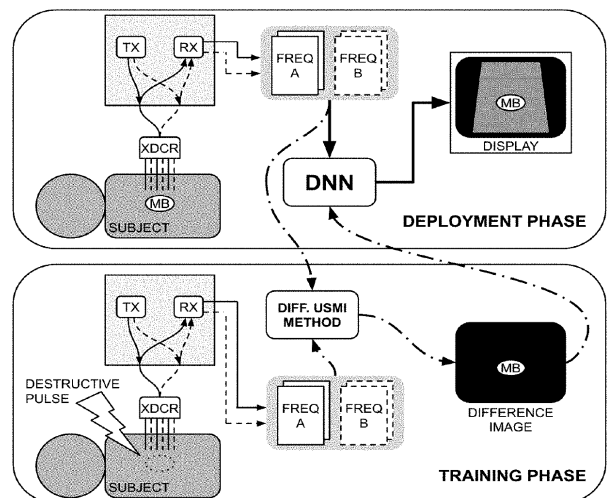 TX
RX
FREQ
A
FREQ
B
MB
DISPLAY
XDCR
MB
SUBJECT
DNN
DEPLOYMENT PHASE
TX
RX
DIFF. USMI
METHOD
DESTRUCTIVE
PULSE
XDCR
FREQ
A
FREQ
B
MB
DIFFERENCE
IMAGE
SUBJECT
TRAINING PHASE